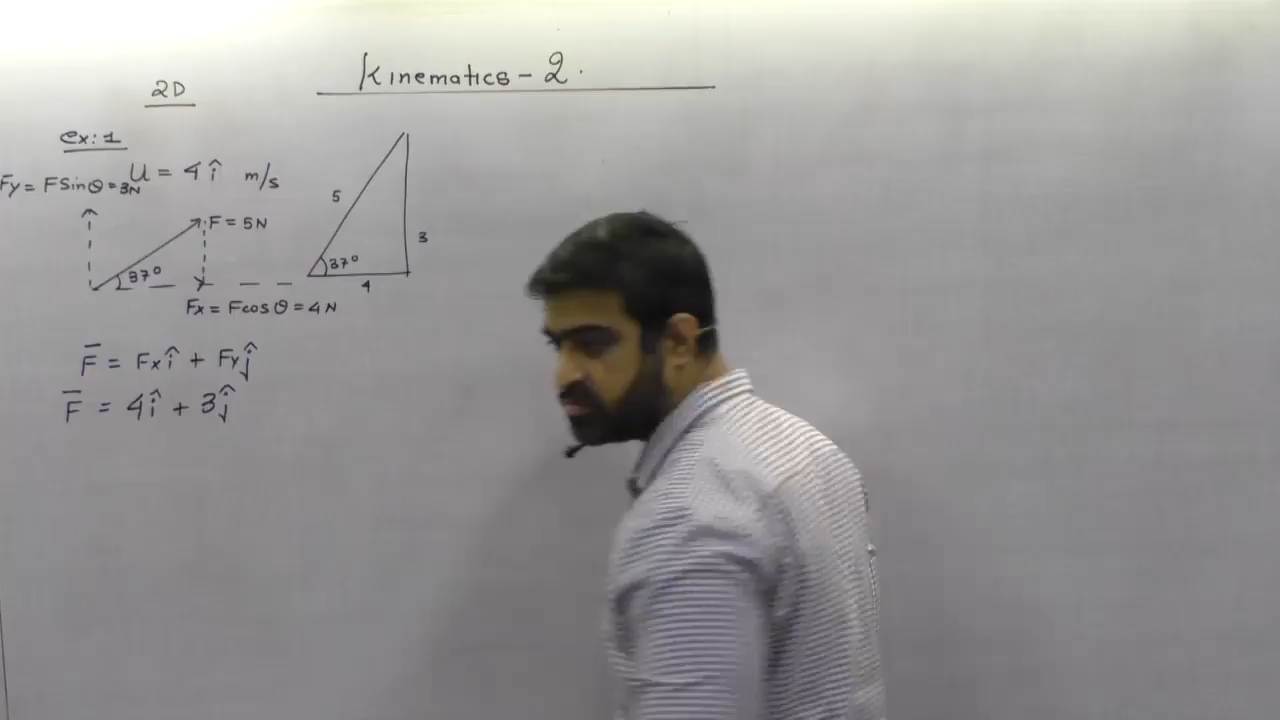 Kinematics - 2.
2D
ex: 1
U = 4î m/s
Fy = FSinθ = 3N
F = 5N
37°
Fx = Fcosθ = 4N
5
3
37°
4
F̄ = Fxî + Fyĵ
F̄ = 4î + 3ĵ